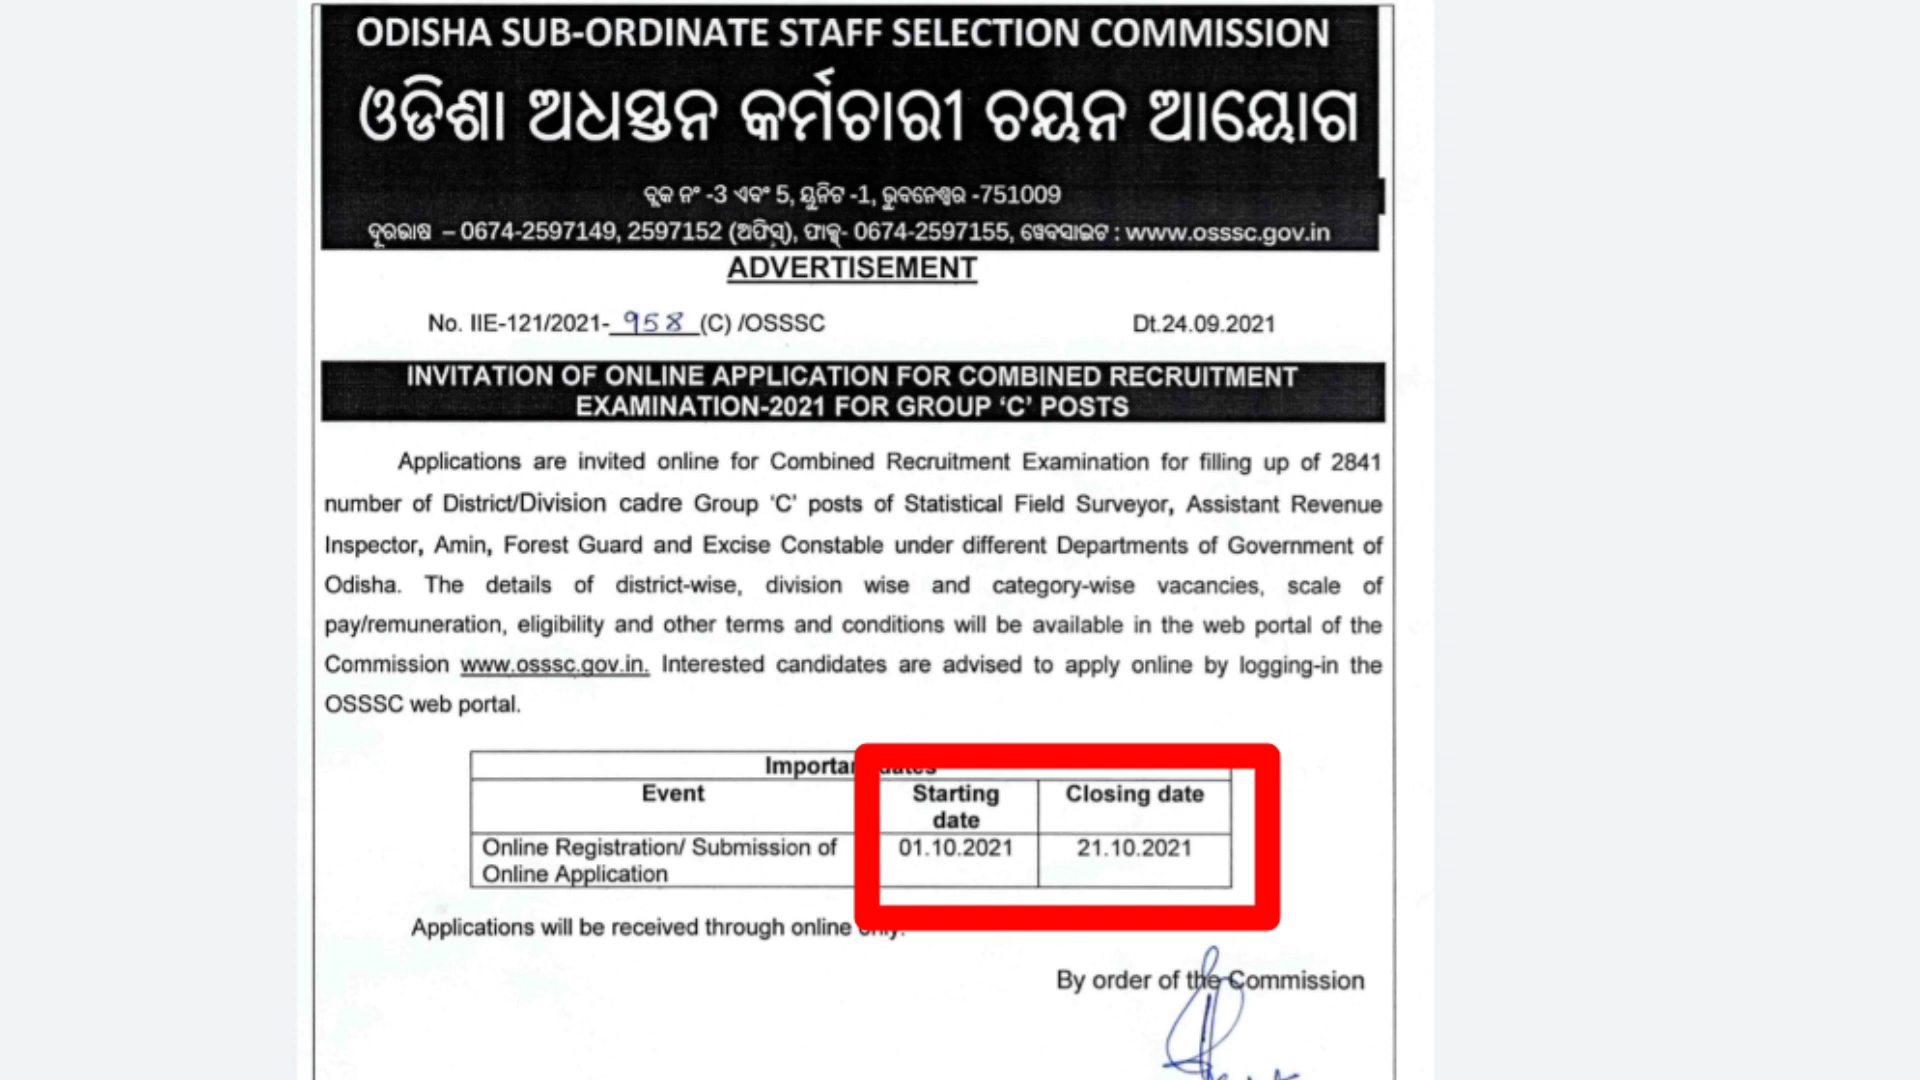 ODISHA SUB-ORDINATE STAFF SELECTION COMMISSION
ଓଡିଶା ଅଧସ୍ତନ କର୍ମଚାରୀ ଚୟନ ଆୟୋଗ
ବ୍ଲକ ନଂ -3 ଏବଂ 5, ୟୁନିଟ -1, ଭୁବନେଶ୍ୱର -751009
ଦୂରଭାଷ – 0674-2597149, 2597152 (ଅଫିସ୍), ଫାକ୍ସ- 0674-2597155, ୱେବସାଇଟ : www.osssc.gov.in
ADVERTISEMENT
No. IIE-121/2021- 958 (C) /OSSSC Dt.24.09.2021
INVITATION OF ONLINE APPLICATION FOR COMBINED RECRUITMENT
EXAMINATION-2021 FOR GROUP ‘C’ POSTS
Applications are invited online for Combined Recruitment Examination for filling up of 2841
number of District/Division cadre Group ‘C’ posts of Statistical Field Surveyor, Assistant Revenue
Inspector, Amin, Forest Guard and Excise Constable under different Departments of Government of
Odisha. The details of district-wise, division wise and category-wise vacancies, scale of
pay/remuneration, eligibility and other terms and conditions will be available in the web portal of the
Commission www.osssc.gov.in. Interested candidates are advised to apply online by logging-in the
OSSSC web portal.
Important dates
Event Starting date Closing date
Online Registration/ Submission of 01.10.2021 21.10.2021
Online Application
Applications will be received through online only.
By order of the Commission